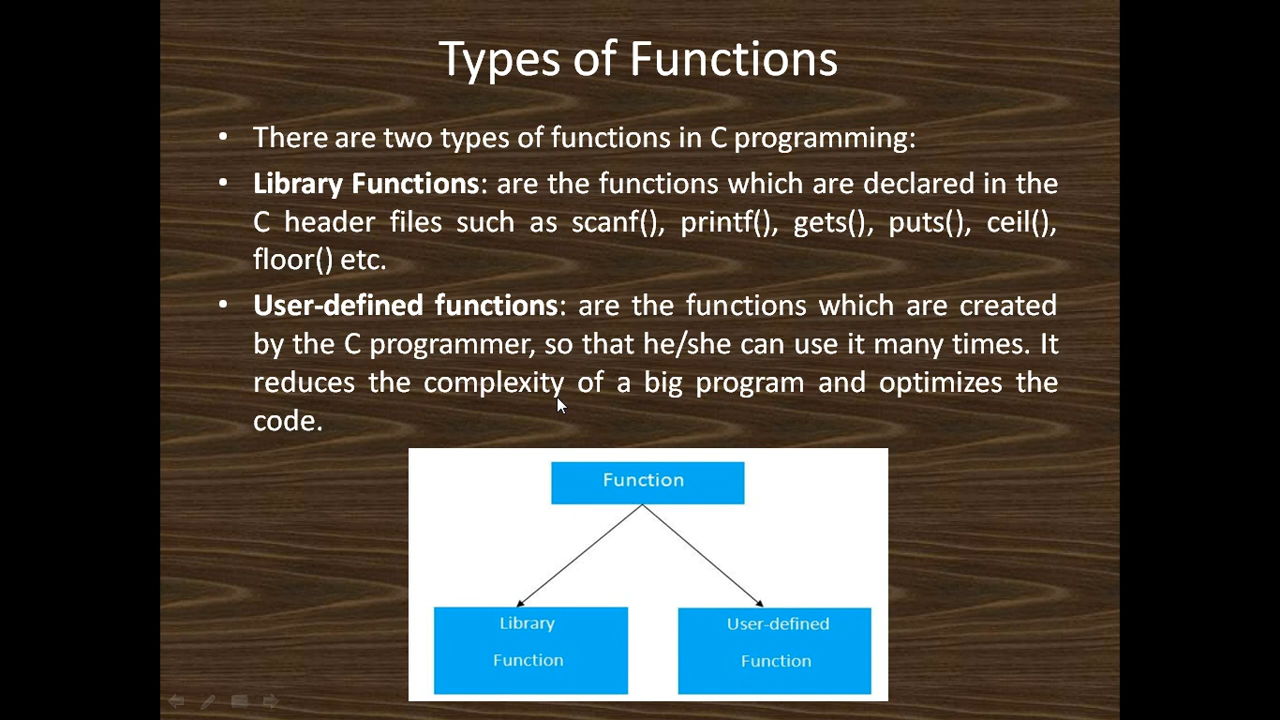 Types of Functions
• There are two types of functions in C programming:
• Library Functions: are the functions which are declared in the
C header files such as scanf(), printf(), gets(), puts(), ceil(),
floor() etc.
• User-defined functions: are the functions which are created
by the C programmer, so that he/she can use it many times. It
reduces the complexity of a big program and optimizes the
code.
Function
Library
Function
User-defined
Function